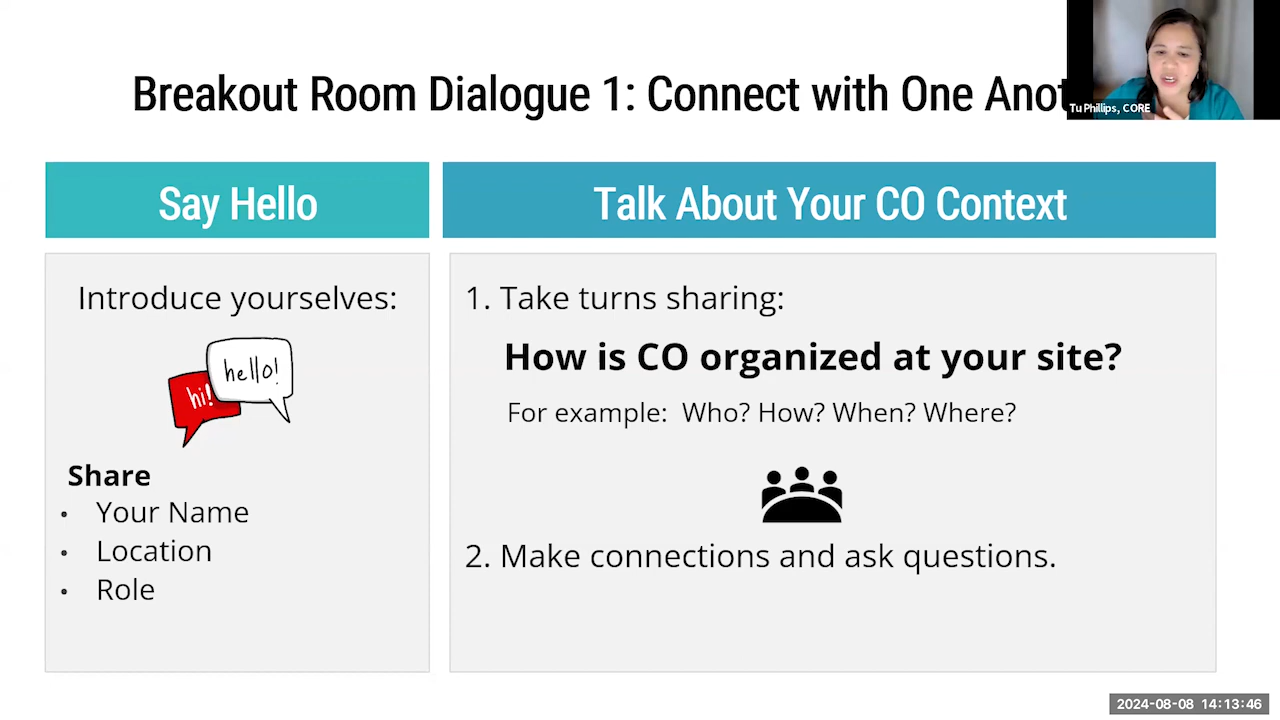 Breakout Room Dialogue 1: Connect with One
Tu Phillips, CORE
Say Hello
Talk About Your CO Context
Introduce yourselves:
hi!
hello!
Share
• Your Name
• Location
• Role
1. Take turns sharing:
How is CO organized at your site?
For example: Who? How? When? Where?
2. Make connections and ask questions.
2024-08-08 14:13:46